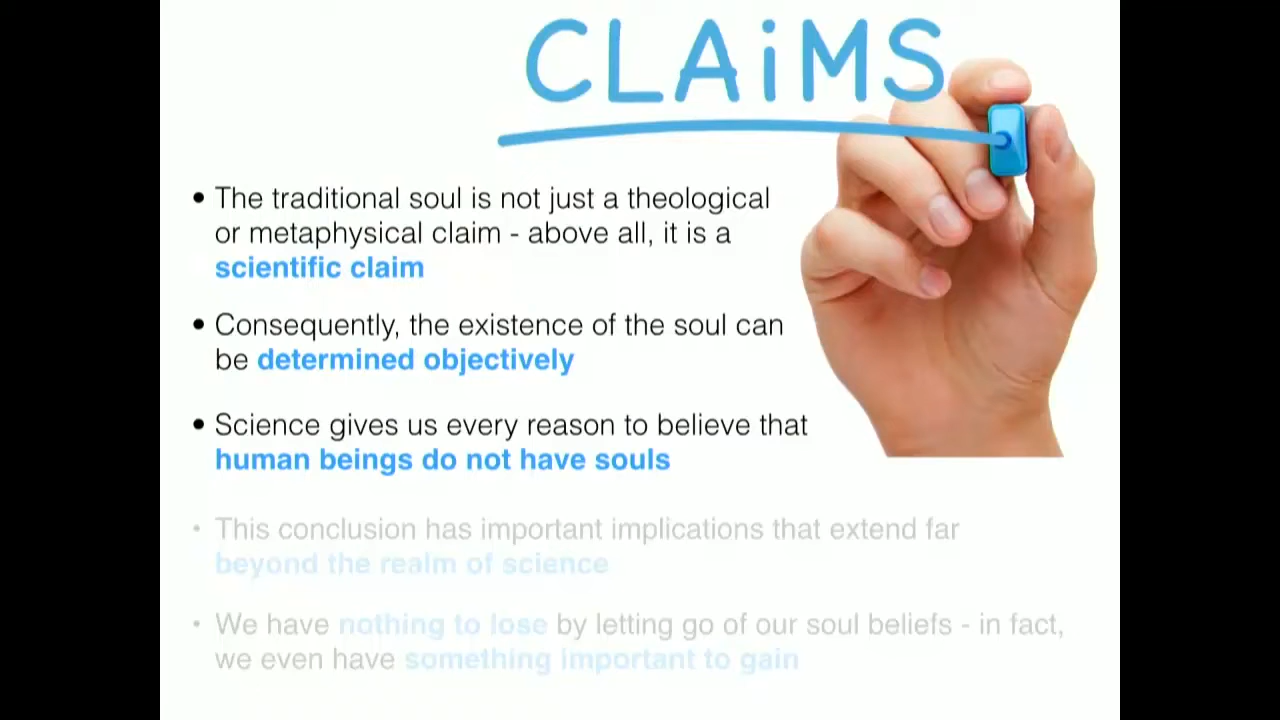 CLAiMS
• The traditional soul is not just a theological
or metaphysical claim - above all, it is a
scientific claim
• Consequently, the existence of the soul can
be determined objectively
• Science gives us every reason to believe that
human beings do not have souls
• This conclusion has important implications that extend far
beyond the realm of science
• We have nothing to lose by letting go of our soul beliefs - in fact,
we even have something important to gain